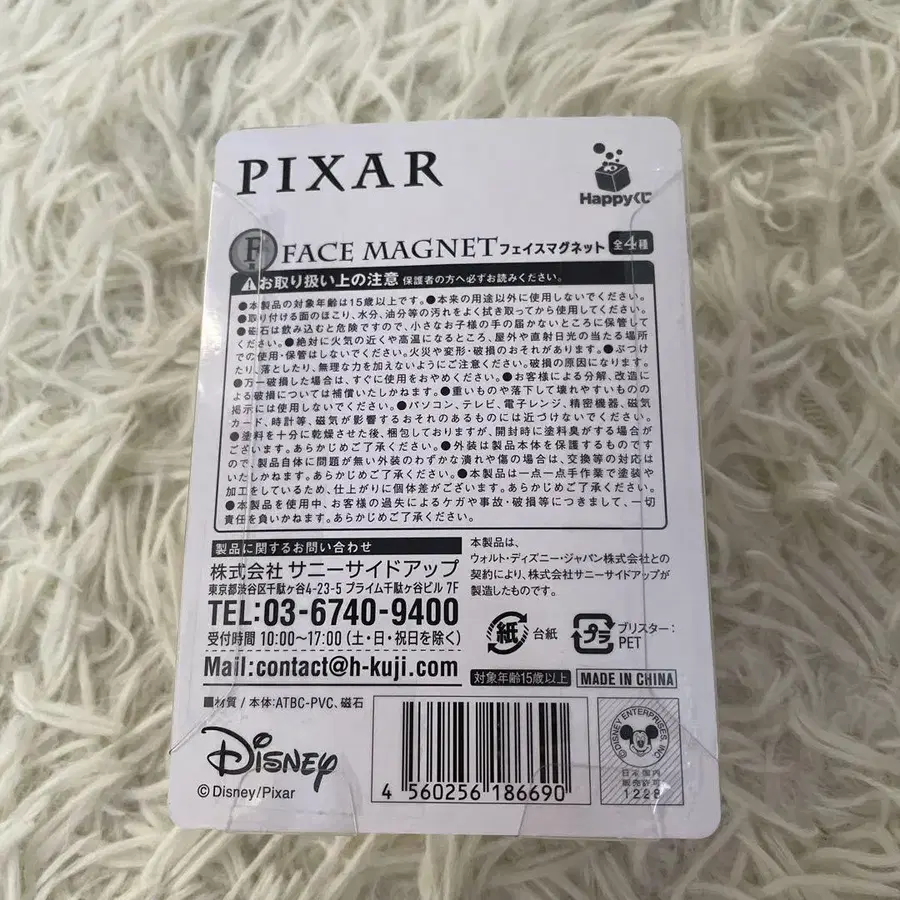 PIXAR
Happyくじ
F FACE MAGNET フェイスマグネット 全4種
お取り扱い上の注意 保護者の方へ必ずお読みください。
●本製品の対象年齢は15歳以上です。●本来の用途以外に使用しないでください。
●取り付ける面のほこり、水分、油分等の汚れをよく拭き取ってから使用してください。
●磁石は飲み込むと危険ですので、小さなお子様の手の届かないところに保管して
ください。●絶対に火気の近くや高温になるところ、屋外や直射日光の当たる場所
での使用・保管はしないでください。火災や変形・破損のおそれがあります。●ぶつけ
たり、落としたり、無理な力を加えないようにご注意ください。破損の原因になります。
●万一破損した場合は、すぐに使用をおやめください。●お客様による分解、改造に
よる破損については補償いたしかねます。●重いものや落下して壊れやすいものの
掲示には使用しないでください。●パソコン、テレビ、電子レンジ、精密機器、磁気
カード、時計等、磁気が影響するおそれのあるものには近づけないでください。
●塗料を十分に乾燥させた後、梱包しておりますが、開封時に塗料臭がする場合が
ございます。あらかじめご了承ください。●外装は製品本体を保護するものです
ので、製品自体に問題が無い外装のわずかな潰れや傷の場合は、交換等の対応は
いたしかねます。あらかじめご了承ください。●本製品は一点一点手作業で塗装や
加工をしているため、仕上がりに個体差がございます。あらかじめご了承ください。
●本製品を使用中、お客様の過失によるケガや事故・破損等につきまして、一切
責任を負いかねます。あらかじめご了承ください。
製品に関するお問い合わせ
株式会社 サニーサイドアップ
東京都渋谷区千駄ヶ谷4-23-5 プライム千駄ヶ谷ビル 7F
TEL:03-6740-9400
受付時間 10:00〜17:00(土・日・祝日を除く)
Mail:contact@h-kuji.com
本製品は、
ウォルト・ディズニー・ジャパン株式会社との
契約により、株式会社サニーサイドアップが
製造したものです。
紙 台紙
プラ ブリスター:
PET
対象年齢15歳以上
MADE IN CHINA
■材質/本体:ATBC-PVC、磁石
Disney
©Disney/Pixar
4 560256 186690
©DISNEY ENTERPRISES, INC.
日本国内
販売許可
1228